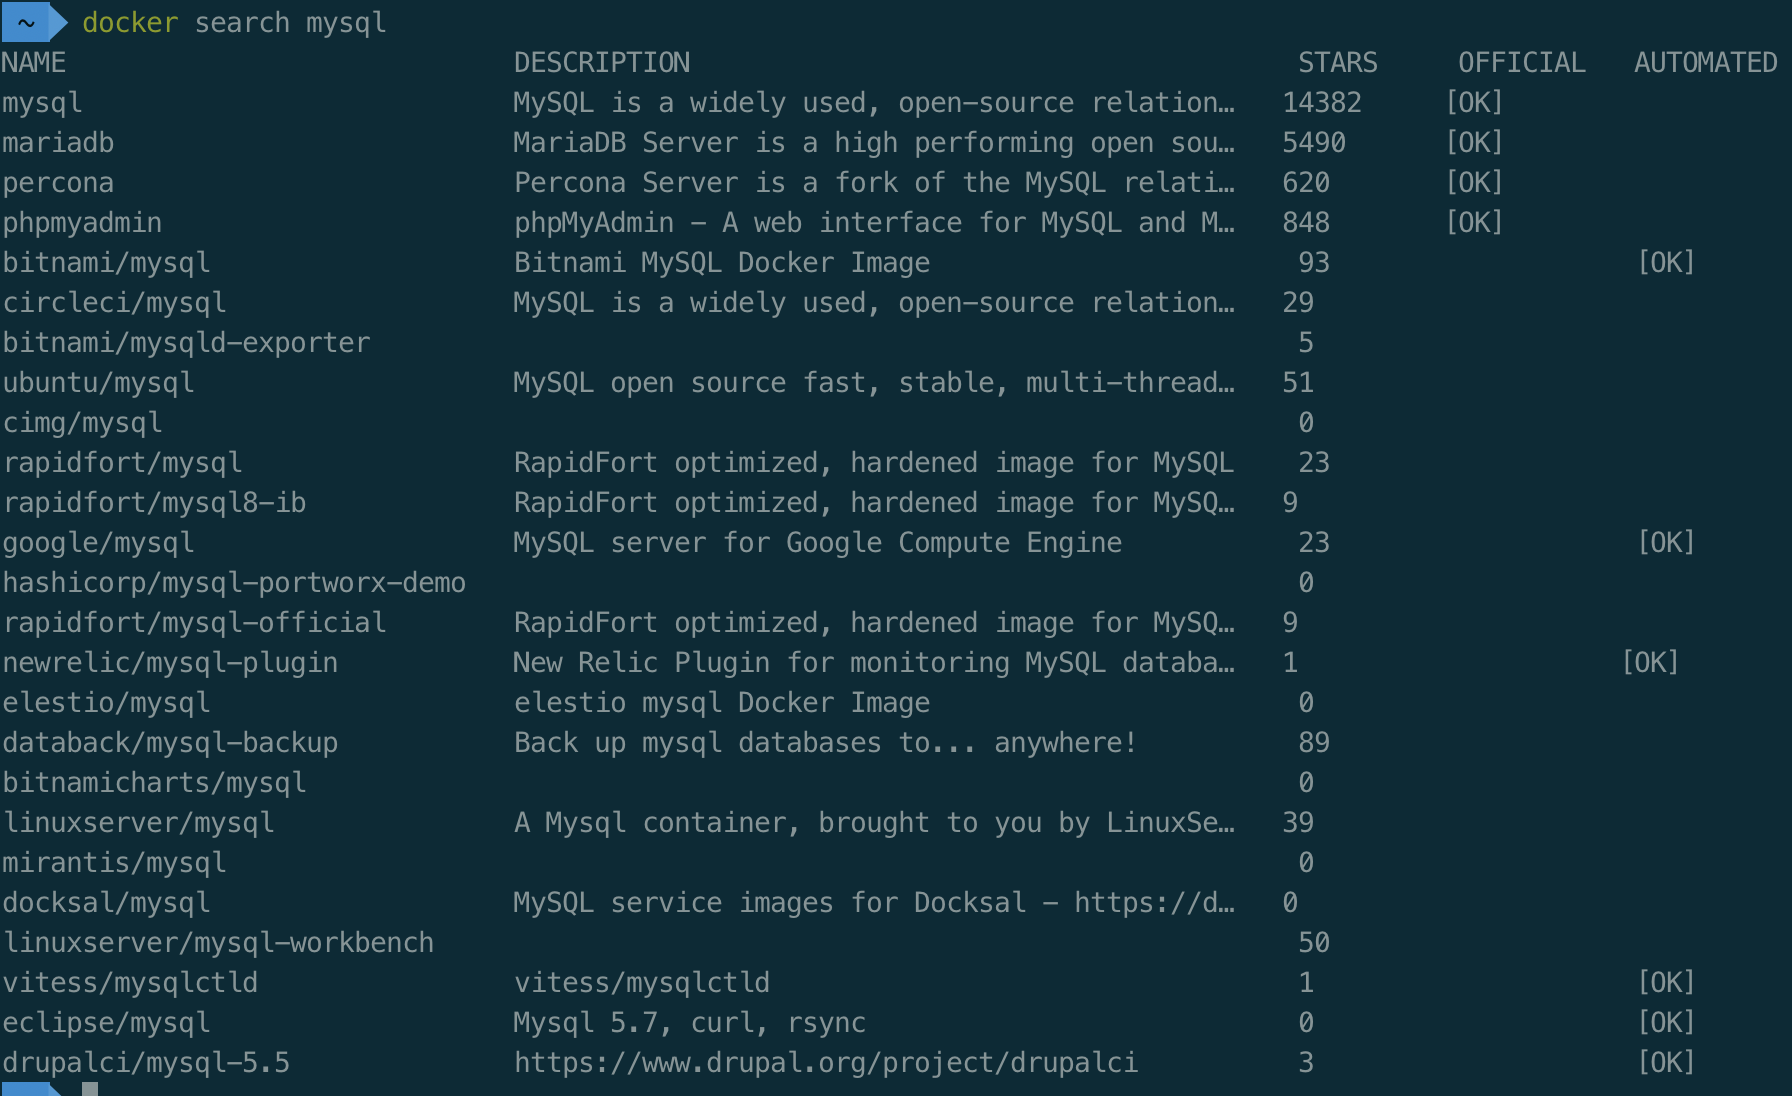 ~ docker search mysql
NAME DESCRIPTION STARS OFFICIAL AUTOMATED
mysql MySQL is a widely used, open-source relation… 14382 [OK]
mariadb MariaDB Server is a high performing open sou… 5490 [OK]
percona Percona Server is a fork of the MySQL relati… 620 [OK]
phpmyadmin phpMyAdmin - A web interface for MySQL and M… 848 [OK]
bitnami/mysql Bitnami MySQL Docker Image 93 [OK]
circleci/mysql MySQL is a widely used, open-source relation… 29
bitnami/mysqld-exporter 5
ubuntu/mysql MySQL open source fast, stable, multi-thread… 51
cimg/mysql 0
rapidfort/mysql RapidFort optimized, hardened image for MySQL 23
rapidfort/mysql8-ib RapidFort optimized, hardened image for MySQ… 9
google/mysql MySQL server for Google Compute Engine 23 [OK]
hashicorp/mysql-portworx-demo 0
rapidfort/mysql-official RapidFort optimized, hardened image for MySQ… 9
newrelic/mysql-plugin New Relic Plugin for monitoring MySQL databa… 1 [OK]
elestio/mysql elestio mysql Docker Image 0
databack/mysql-backup Back up mysql databases to... anywhere! 89
bitnamicharts/mysql 0
linuxserver/mysql A Mysql container, brought to you by LinuxSe… 39
mirantis/mysql 0
docksal/mysql MySQL service images for Docksal - https://d… 0
linuxserver/mysql-workbench 50
vitess/mysqlctld vitess/mysqlctld 1 [OK]
eclipse/mysql Mysql 5.7, curl, rsync 0 [OK]
drupalci/mysql-5.5 https://www.drupal.org/project/drupalci 3 [OK]